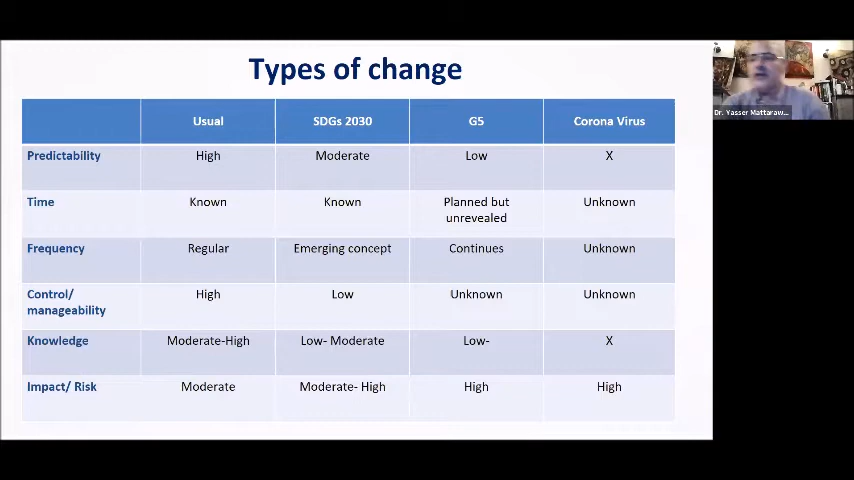 Types of change
Usual SDGs 2030 G5 Corona Virus
Predictability High Moderate Low X
Time Known Known Planned but unrevealed Unknown
Frequency Regular Emerging concept Continues Unknown
Control/ manageability High Low Unknown Unknown
Knowledge Moderate-High Low- Moderate Low- X
Impact/ Risk Moderate Moderate- High High High
Dr. Yasser Mattaraw...